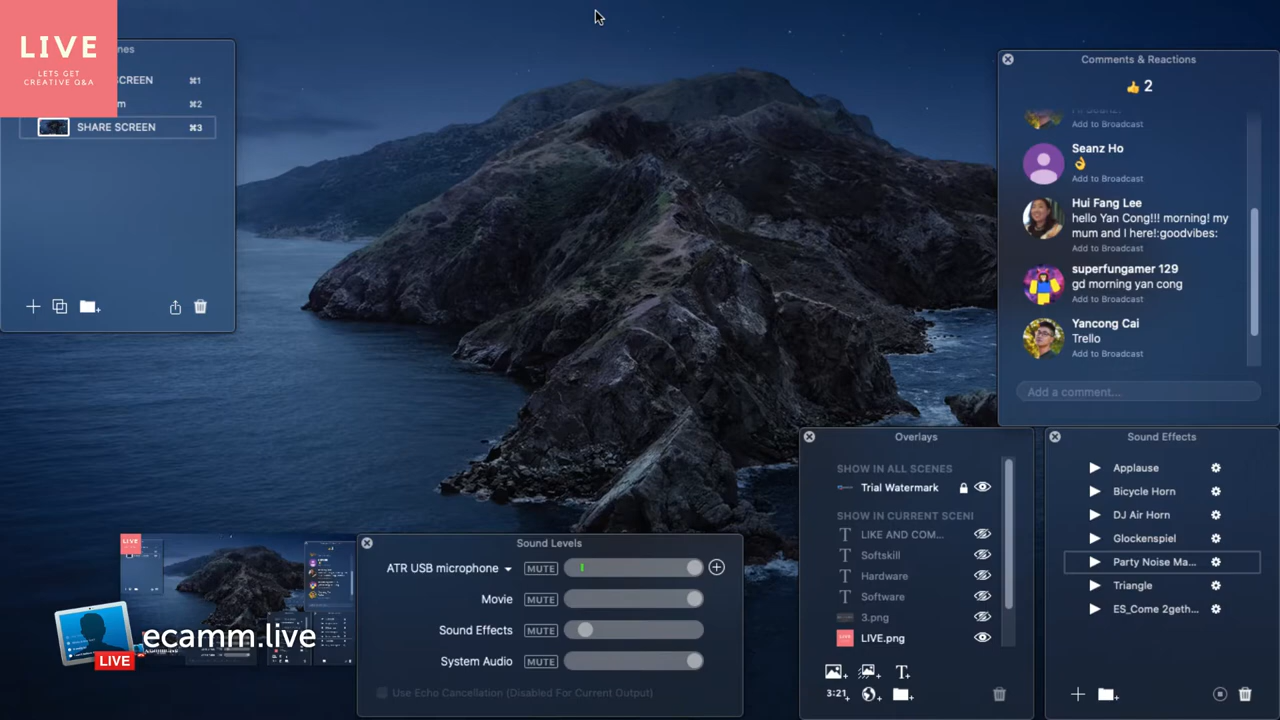 LIVE
LETS GET
CREATIVE Q&A
nes
SCREEN ⌘1
m ⌘2
SHARE SCREEN ⌘3
Comments & Reactions
👍 2
Add to Broadcast
Seanz Ho
👌
Add to Broadcast
Hui Fang Lee
hello Yan Cong!!! morning! my
mum and I here!:goodvibes:
Add to Broadcast
superfungamer 129
gd morning yan cong
Add to Broadcast
Yancong Cai
Trello
Add to Broadcast
Add a comment...
Overlays
SHOW IN ALL SCENES
Trial Watermark
SHOW IN CURRENT SCENI
LIKE AND COM...
Softskill
Hardware
Software
3.png
LIVE.png
3:21
Sound Effects
Applause
Bicycle Horn
DJ Air Horn
Glockenspiel
Party Noise Ma...
Triangle
ES_Come 2geth...
Sound Levels
ATR USB microphone MUTE
Movie MUTE
Sound Effects MUTE
System Audio MUTE
Use Echo Cancellation (Disabled For Current Output)
LIVE
ecamm.live
LIVE